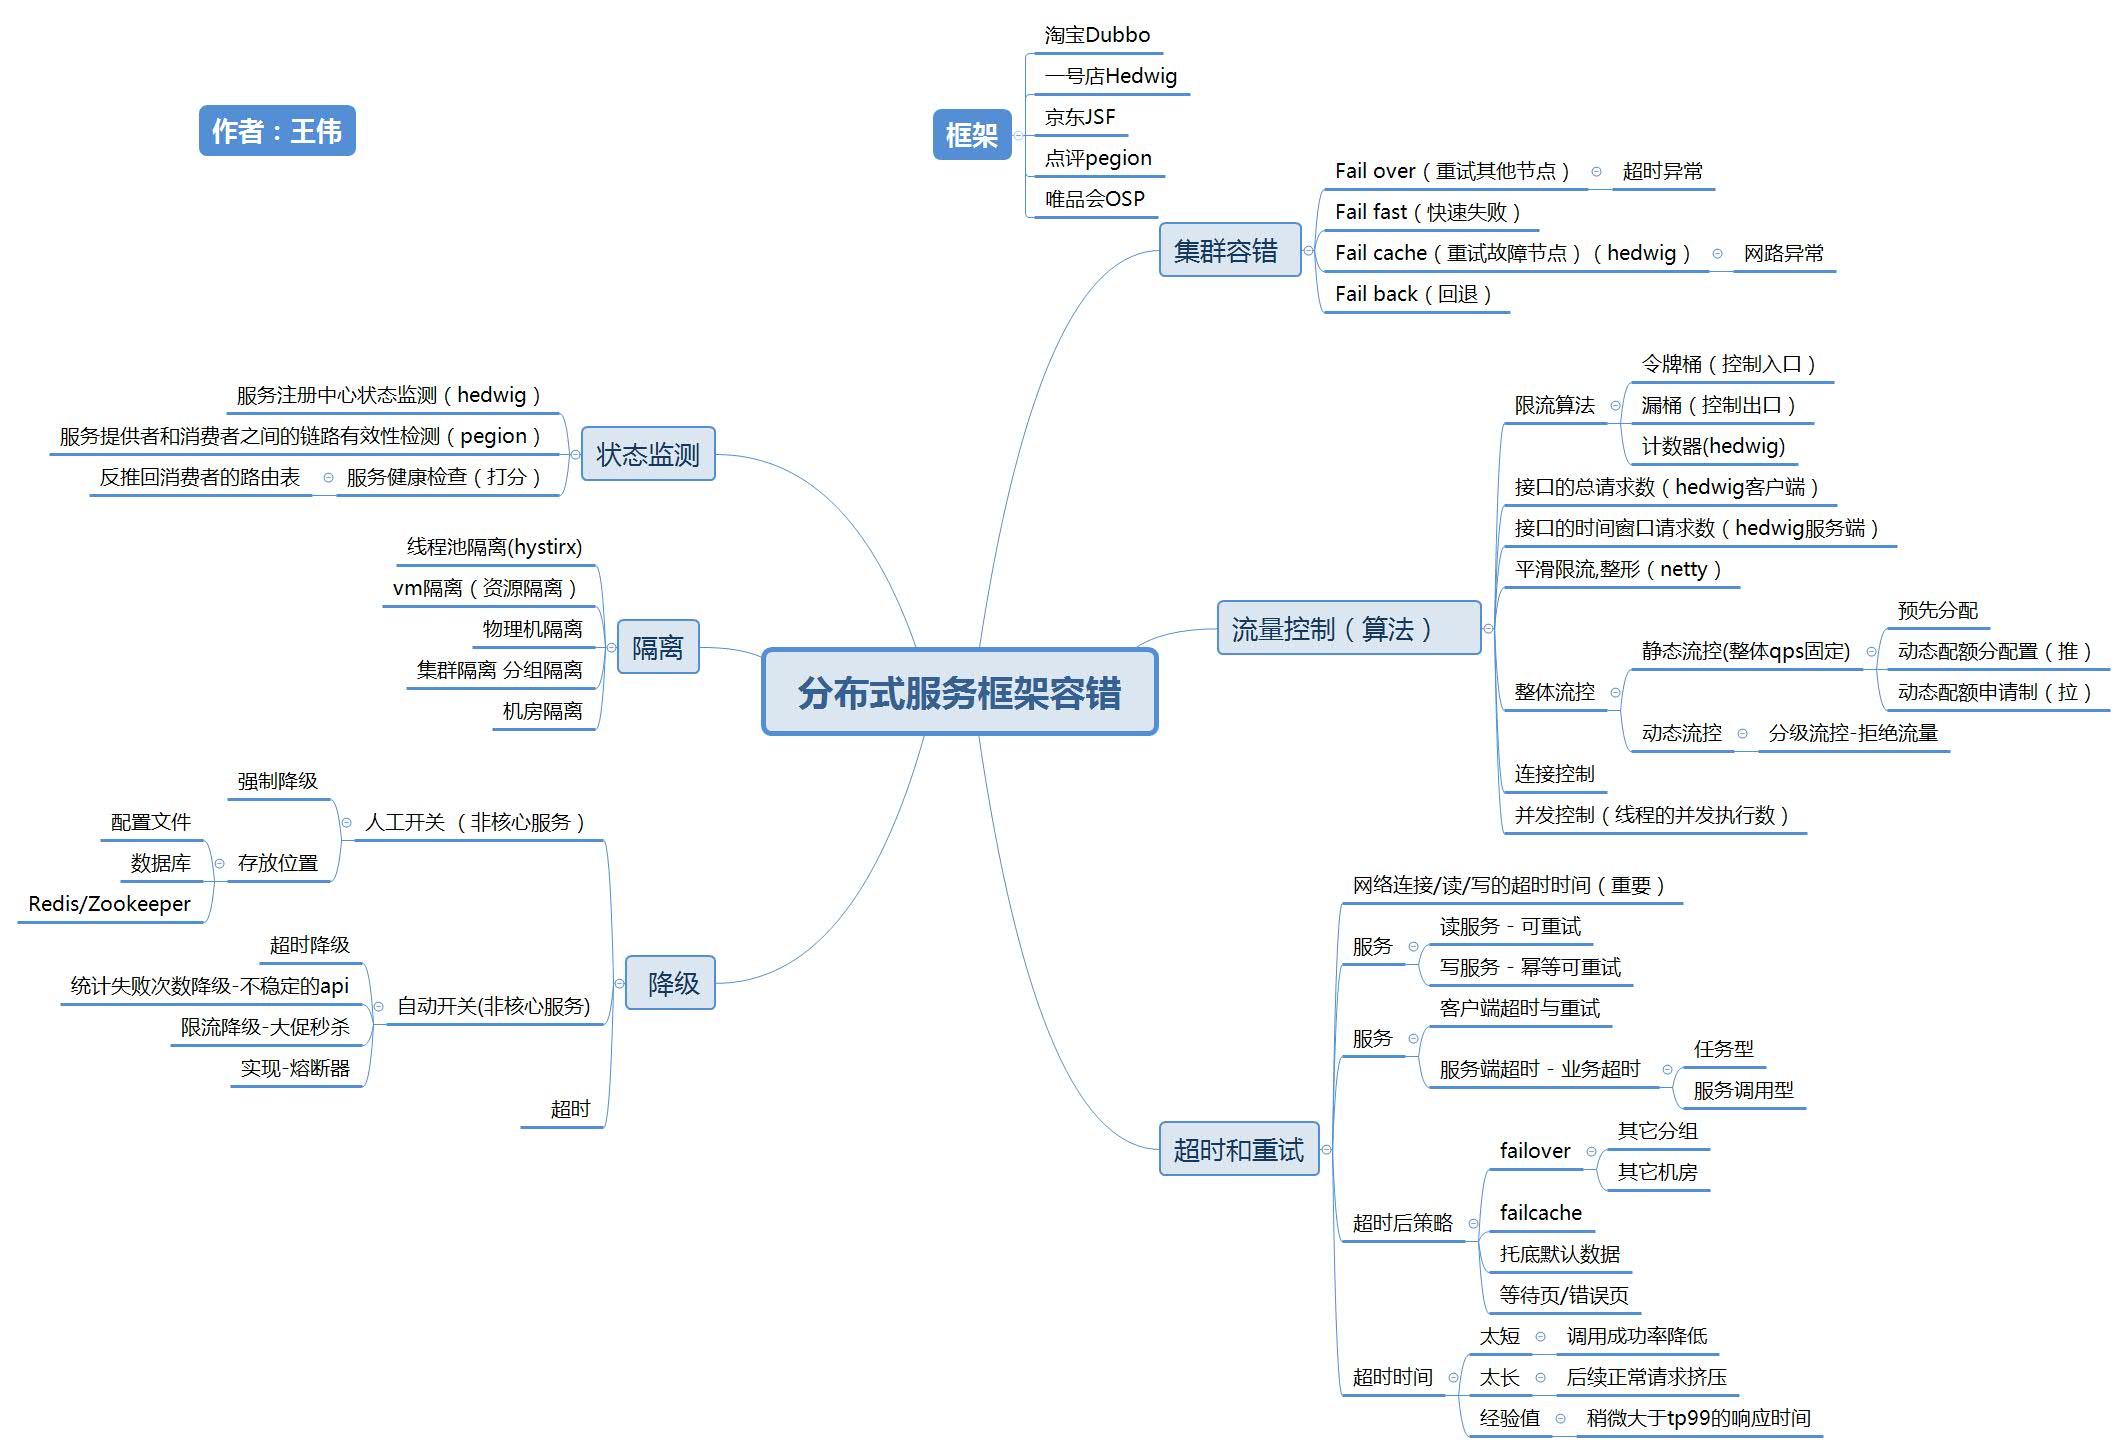 作者：王伟
框架
淘宝Dubbo
一号店Hedwig
京东JSF
点评pegion
唯品会OSP
分布式服务框架容错
集群容错
Fail over（重试其他节点）
超时异常
Fail fast（快速失败）
Fail cache（重试故障节点）（hedwig）
网路异常
Fail back（回退）
流量控制（算法）
限流算法
令牌桶（控制入口）
漏桶（控制出口）
计数器(hedwig)
接口的总请求数（hedwig客户端）
接口的时间窗口请求数（hedwig服务端）
平滑限流,整形（netty）
整体流控
静态流控(整体qps固定)
预先分配
动态配额分配置（推）
动态配额申请制（拉）
动态流控
分级流控-拒绝流量
连接控制
并发控制（线程的并发执行数）
超时和重试
网络连接/读/写的超时时间（重要）
服务
读服务 - 可重试
写服务 - 幂等可重试
服务
客户端超时与重试
服务端超时 - 业务超时
任务型
服务调用型
超时后策略
failover
其它分组
其它机房
failcache
托底默认数据
等待页/错误页
超时时间
太短
调用成功率降低
太长
后续正常请求挤压
经验值
稍微大于tp99的响应时间
状态监测
服务注册中心状态监测（hedwig）
服务提供者和消费者之间的链路有效性检测（pegion）
服务健康检查（打分）
反推回消费者的路由表
隔离
线程池隔离(hystirx)
vm隔离（资源隔离）
物理机隔离
集群隔离 分组隔离
机房隔离
降级
人工开关 （非核心服务）
强制降级
存放位置
配置文件
数据库
Redis/Zookeeper
自动开关(非核心服务)
超时降级
统计失败次数降级-不稳定的api
限流降级-大促秒杀
实现-熔断器
超时